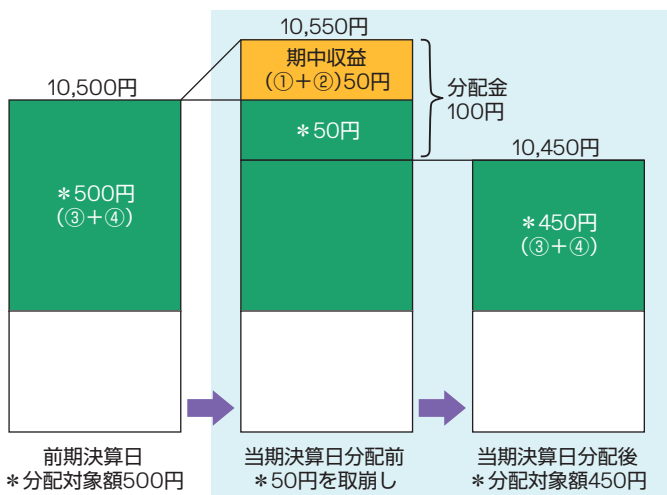 10,550円
期中収益
(①+②)50円
分配金
100円
10,500円
*50円
10,450円
*500円
(③+④)
*450円
(③+④)
前期決算日
*分配対象額500円
当期決算日分配前
*50円を取崩し
当期決算日分配後
*分配対象額450円